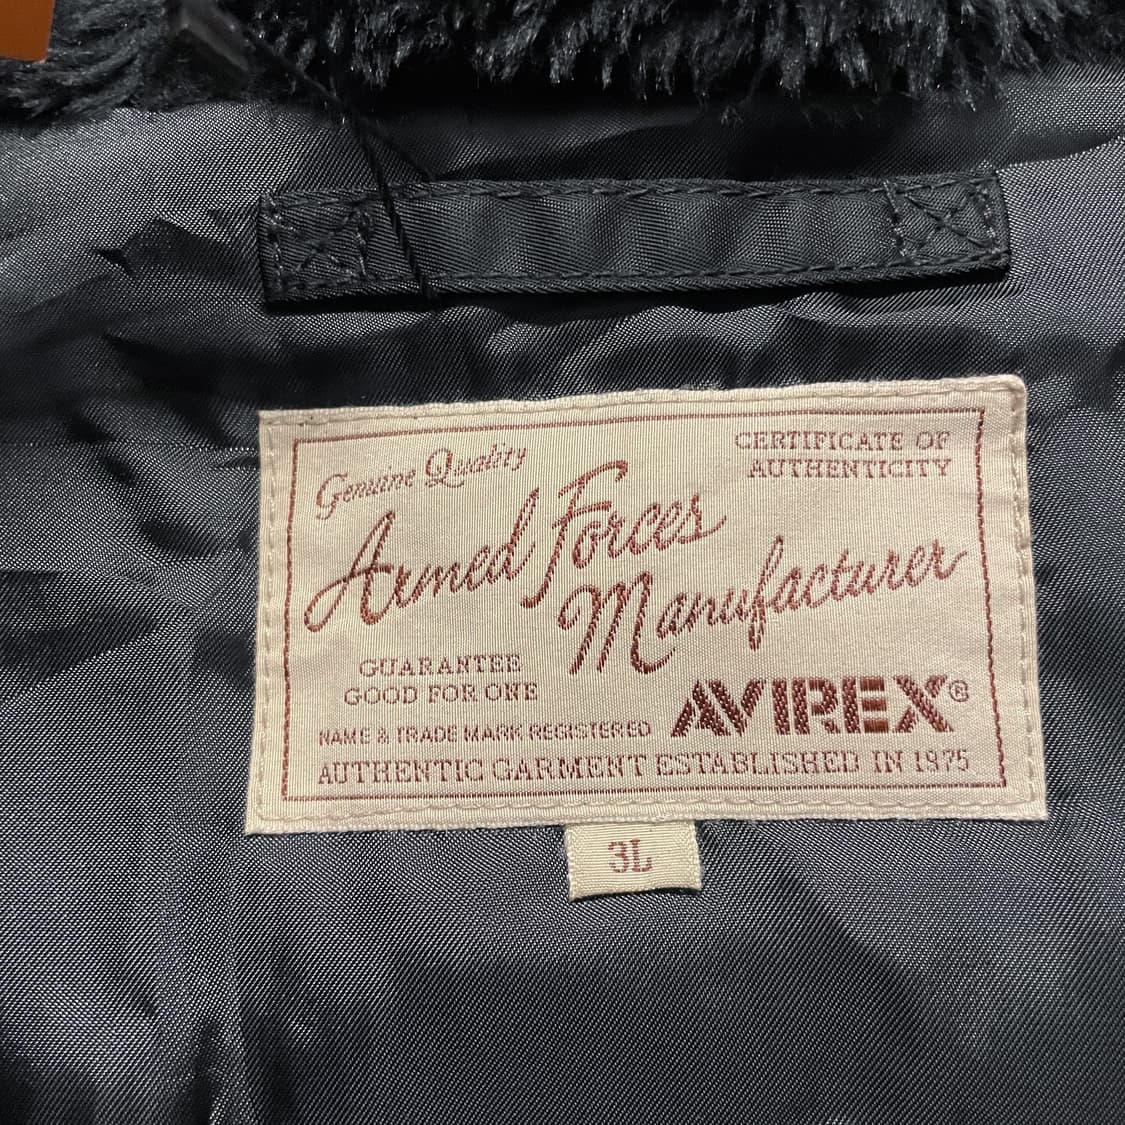 Genuine Quality
CERTIFICATE OF
AUTHENTICITY
Armed Forces
Manufacturer
GUARANTEE
GOOD FOR ONE
AVIREX®
NAME & TRADE MARK REGISTERED
AUTHENTIC GARMENT ESTABLISHED IN 1975
3L